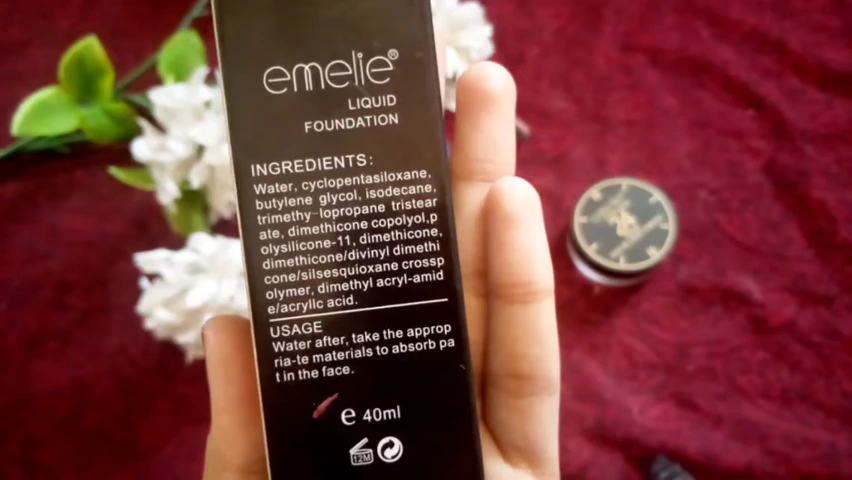 emelie®
LIQUID
FOUNDATION
INGREDIENTS:
Water, cyclopentasiloxane,
butylene glycol, isodecane,
trimethy-lopropane tristear
ate, dimethicone copolyol,p
olysilicone-11, dimethicone,
dimethicone/divinyl dimethi
cone/silsesquioxane crossp
olymer, dimethyl acryl-amid
e/acryllc acid.
USAGE
Water after, take the approp
ria-te materials to absorb pa
t in the face.
e 40ml
12M